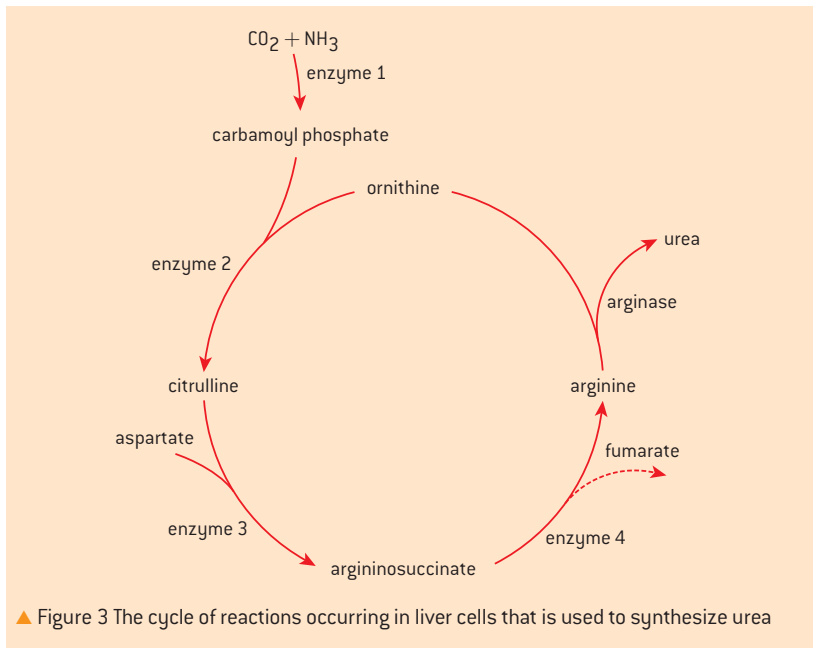 CO2 + NH3
enzyme 1
carbamoyl phosphate
ornithine
urea
enzyme 2
arginase
citrulline
arginine
aspartate
fumarate
enzyme 3
enzyme 4
argininosuccinate
▲ Figure 3 The cycle of reactions occurring in liver cells that is used to synthesize urea